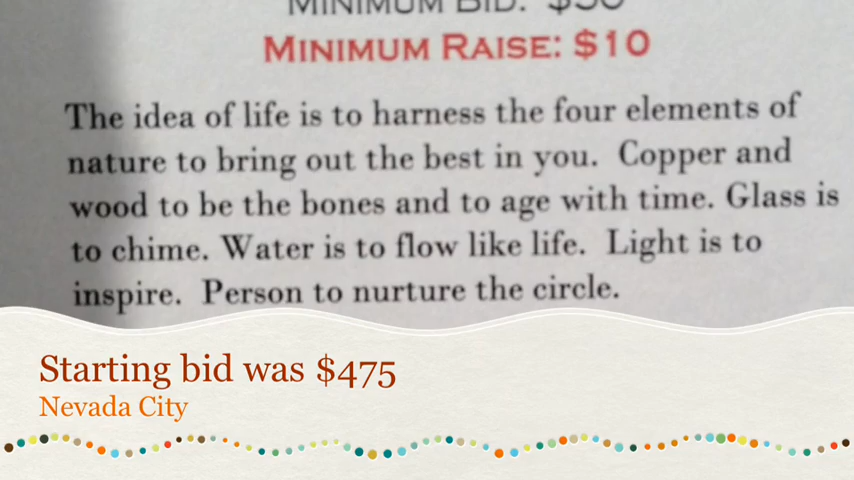 MINIMUM BID: $50
MINIMUM RAISE: $10
The idea of life is to harness the four elements of
nature to bring out the best in you. Copper and
wood to be the bones and to age with time. Glass is
to chime. Water is to flow like life. Light is to
inspire. Person to nurture the circle.
Starting bid was $475
Nevada City